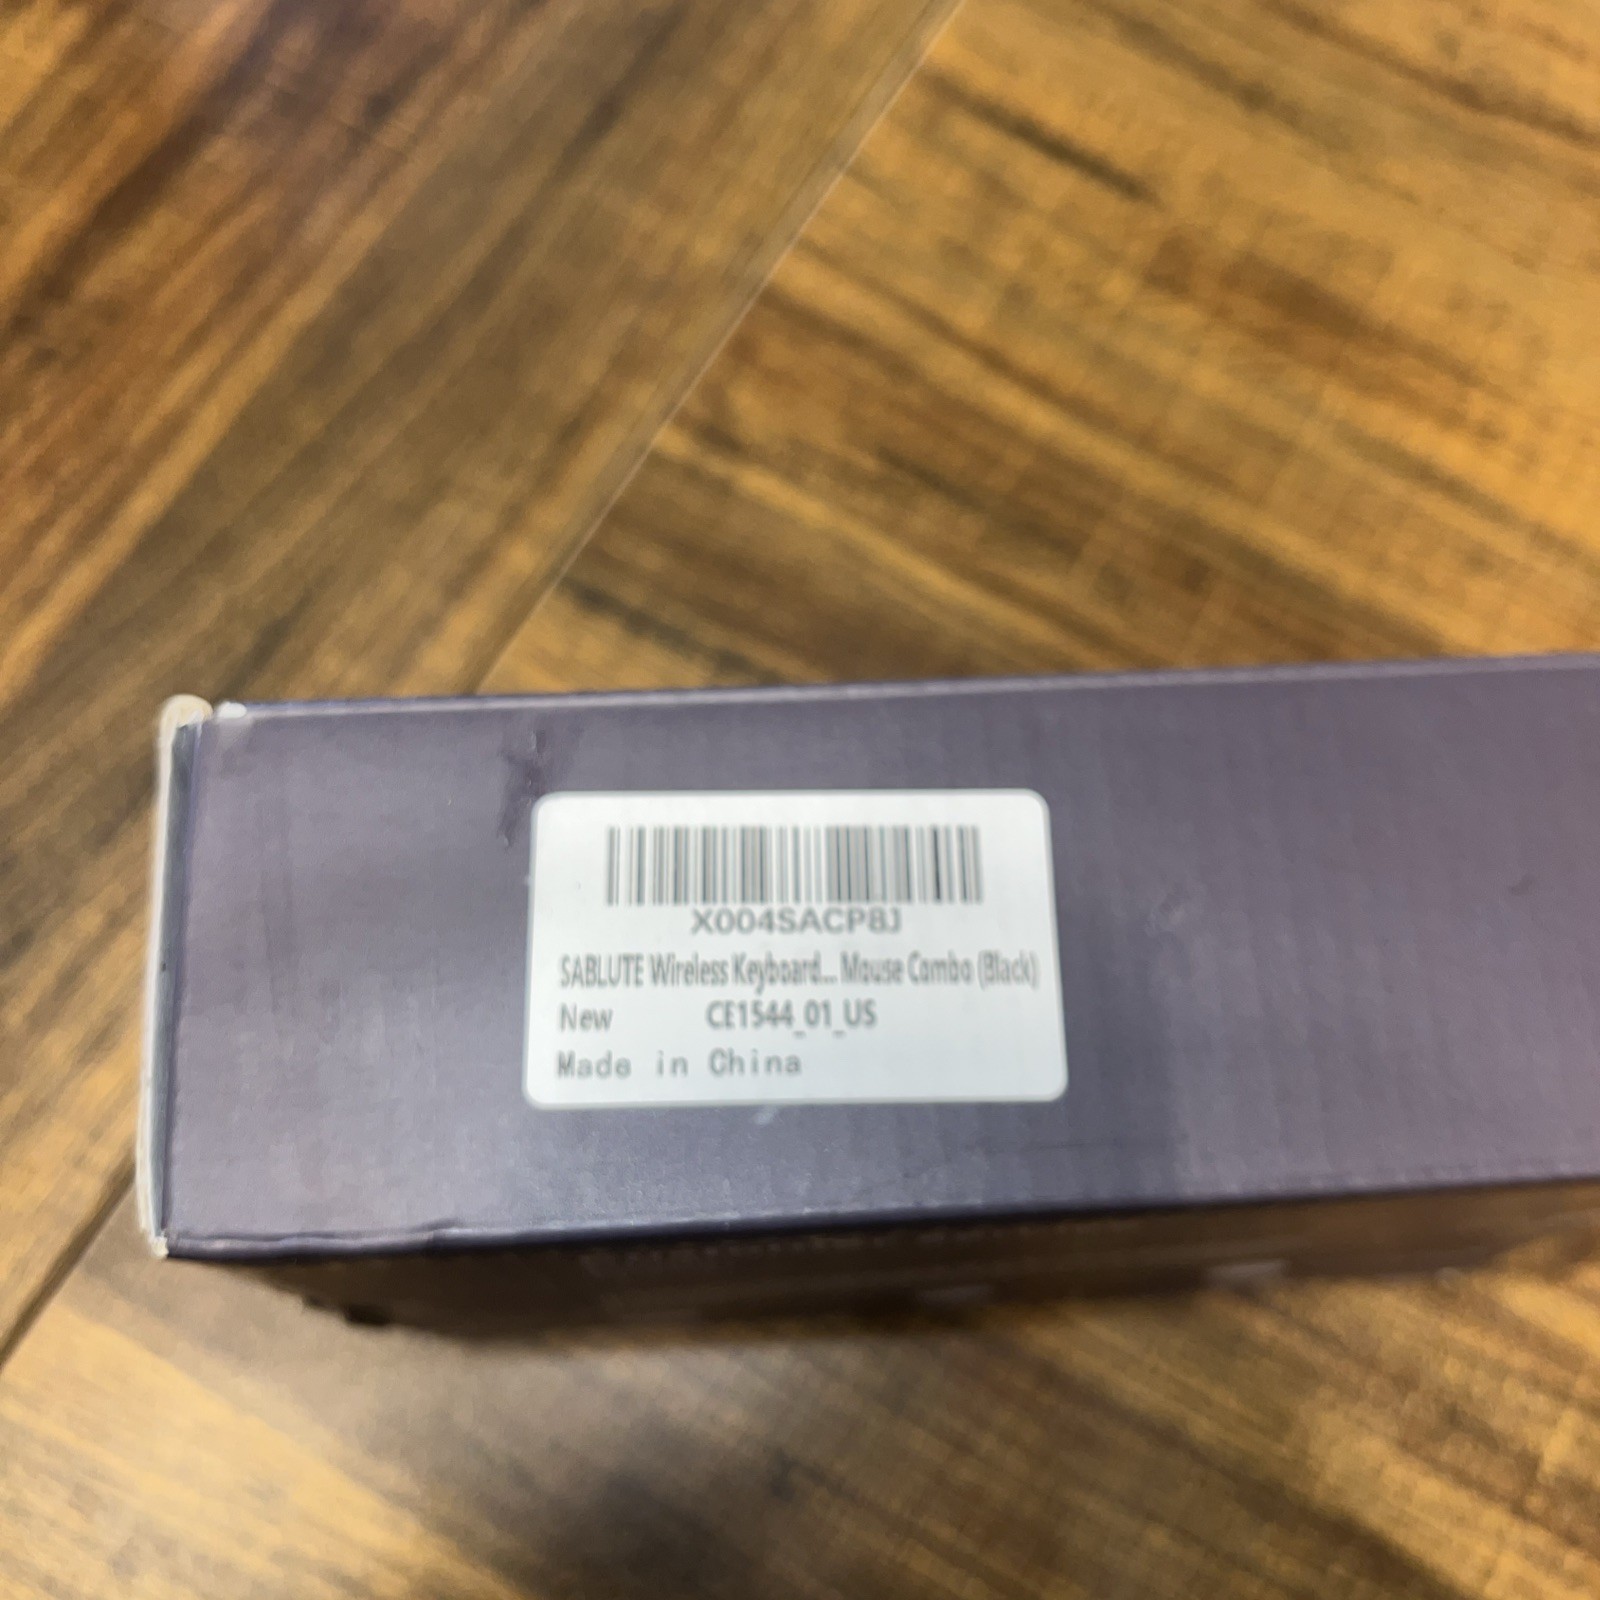 X004SACP8J
SABLUTE Wireless Keyboard... Mouse Combo (Black)
New CE1544_01_US
Made in China